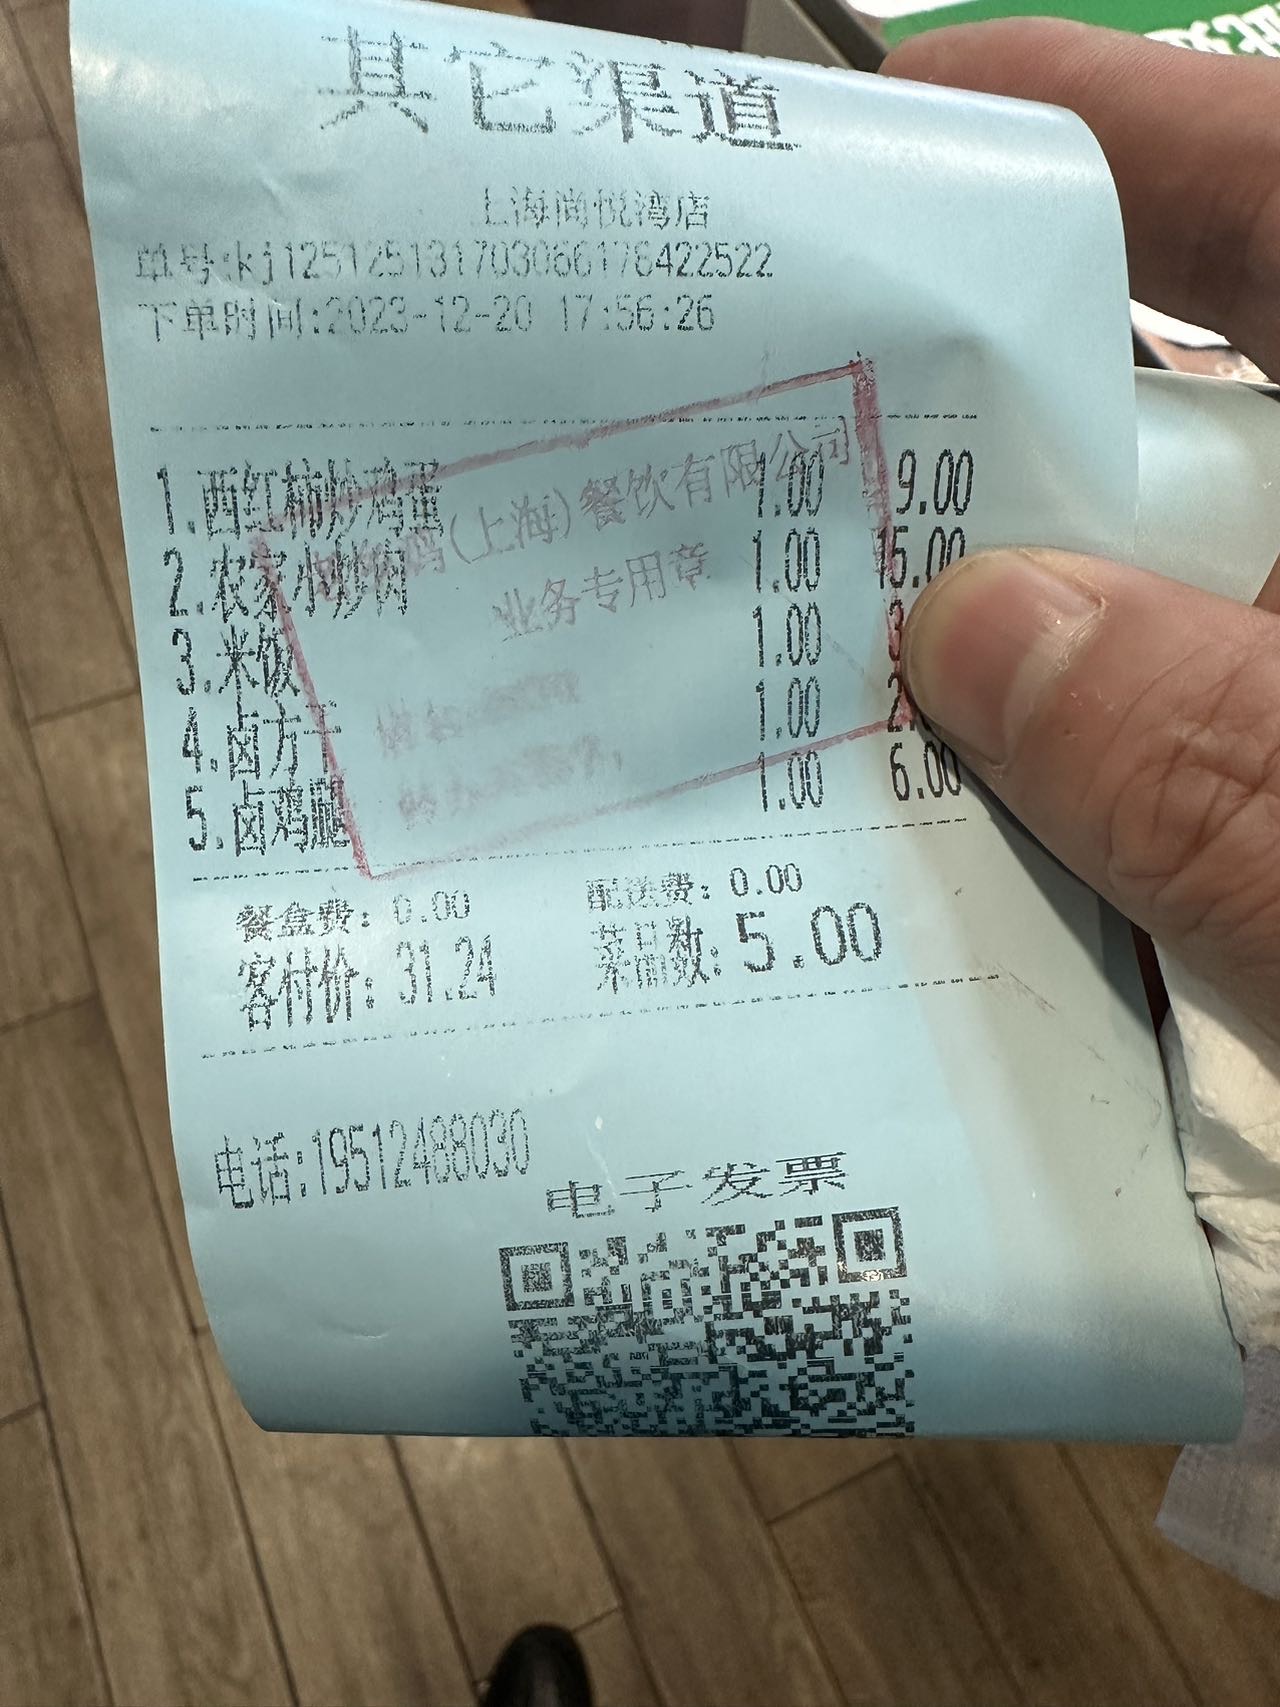 其它渠道
上海尚悦湾店
单号:kj125125131703066176422522
下单时间:2023-12-20 17:56:26
1.西红柿炒鸡蛋 1.00 9.00
2.农家小炒肉 1.00 15.00
3.米饭 1.00
4.卤方干 1.00
5.卤鸡腿 1.00 6.00
(上海)餐饮有限公司
业务专用章
餐盒费: 0.00 配送费: 0.00
客付价: 31.24 菜品数: 5.00
电话:19512488030
电子发票